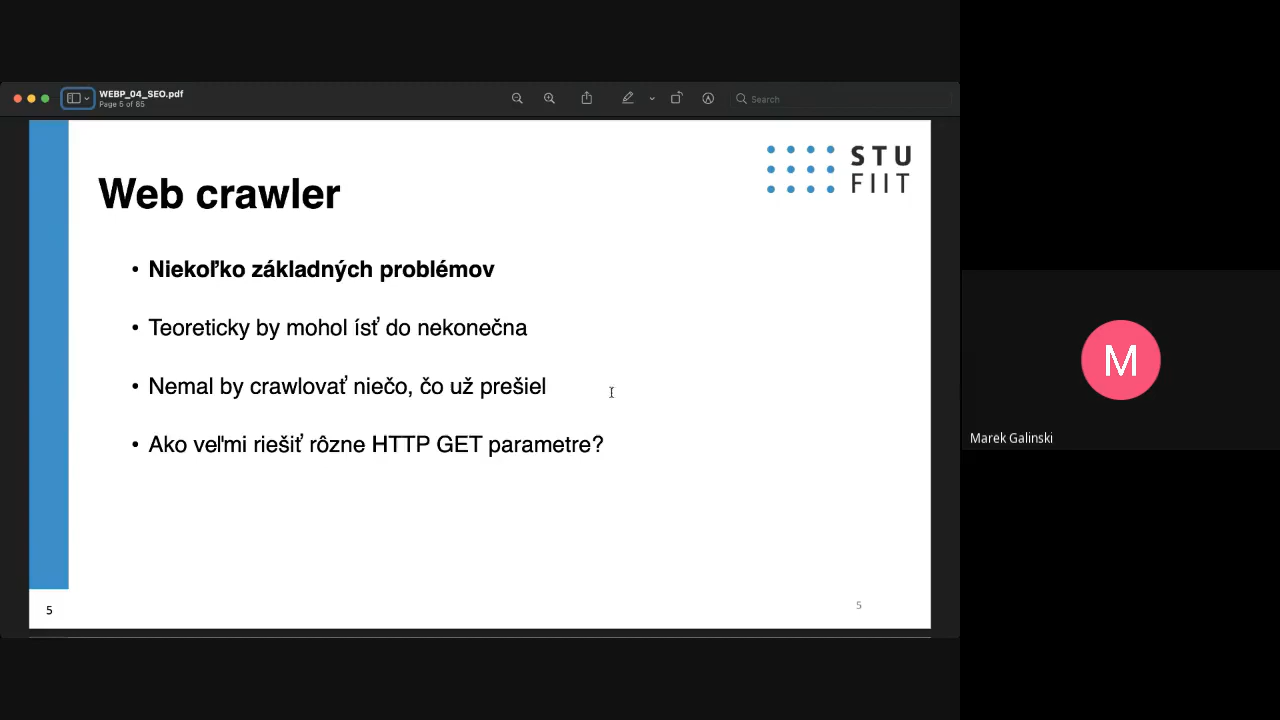 WEBP_04_SEO.pdf
Page 5 of 85
Search
STU
FIIT
Web crawler
• Niekoľko základných problémov
• Teoreticky by mohol ísť do nekonečna
• Nemal by crawlovať niečo, čo už prešiel
• Ako veľmi riešiť rôzne HTTP GET parametre?
5
5
M
Marek Galinski